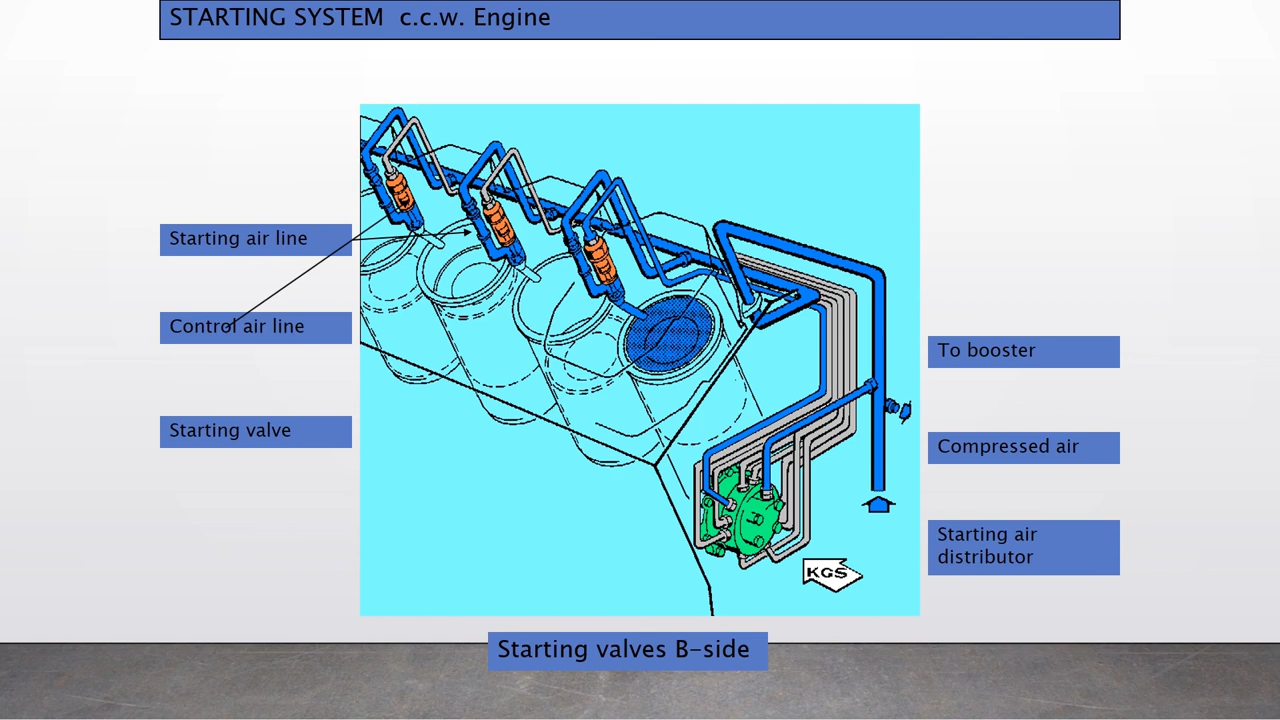 STARTING SYSTEM  c.c.w. Engine
Starting air line
Control air line
Starting valve
To booster
Compressed air
Starting air
distributor
KGS
Starting valves B-side